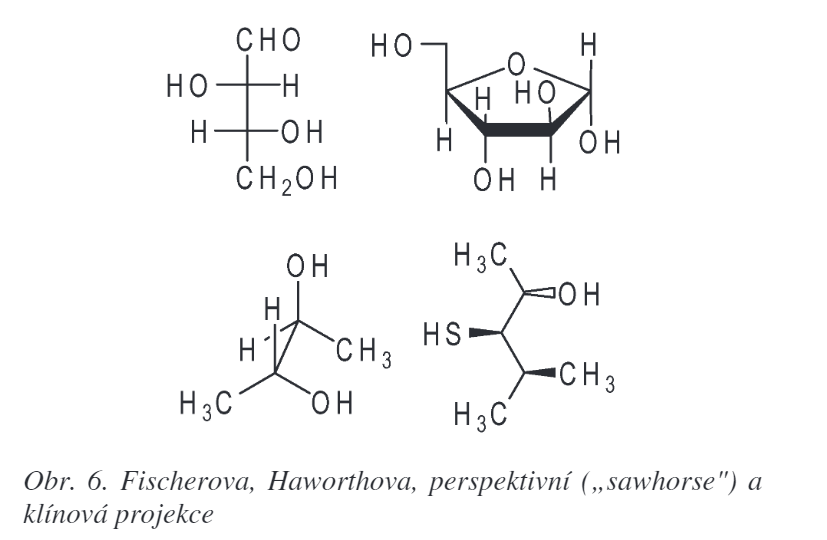 CHO
HO H
H OH
CH2OH
HO O H
H HO
H OH
OH H
OH
H
H CH3
H3C OH
H3C
OH
HS
CH3
H3C
Obr. 6. Fischerova, Haworthova, perspektivní („sawhorse") a
klínová projekce